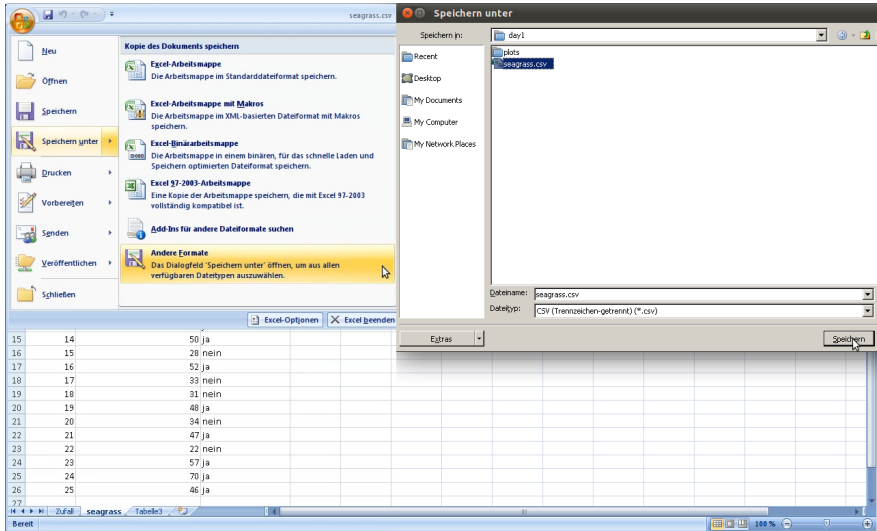 seagrass.csv
Neu
Öffnen
Speichern
Speichern unter
Drucken
Vorbereiten
Senden
Veröffentlichen
Schließen
Kopie des Dokuments speichern
Excel-Arbeitsmappe
Die Arbeitsmappe im Standarddateiformat speichern.
Excel-Arbeitsmappe mit Makros
Die Arbeitsmappe im XML-basierten Dateiformat mit Makros
speichern.
Excel-Binärarbeitsmappe
Die Arbeitsmappe in einem binären, für das schnelle Laden und
Speichern optimierten Dateiformat speichern.
Excel 97-2003-Arbeitsmappe
Eine Kopie der Arbeitsmappe speichern, die mit Excel 97-2003
vollständig kompatibel ist.
Add-Ins für andere Dateiformate suchen
Andere Formate
Das Dialogfeld 'Speichern unter' öffnen, um aus allen
verfügbaren Dateitypen auszuwählen.
Excel-Optionen
Excel beenden
Speichern unter
Speichern in:
day1
Recent
Desktop
My Documents
My Computer
My Network Places
plots
seagrass.csv
Dateiname:
seagrass.csv
Dateityp:
CSV (Trennzeichen-getrennt) (*.csv)
Extras
Speichern
15 14 50 ja
16 15 28 nein
17 16 52 ja
18 17 33 nein
19 18 31 nein
20 19 48 ja
21 20 34 nein
22 21 47 ja
23 22 22 nein
24 23 57 ja
25 24 70 ja
26 25 46 ja
27
Zufall seagrass Tabelle3
Bereit
100 %